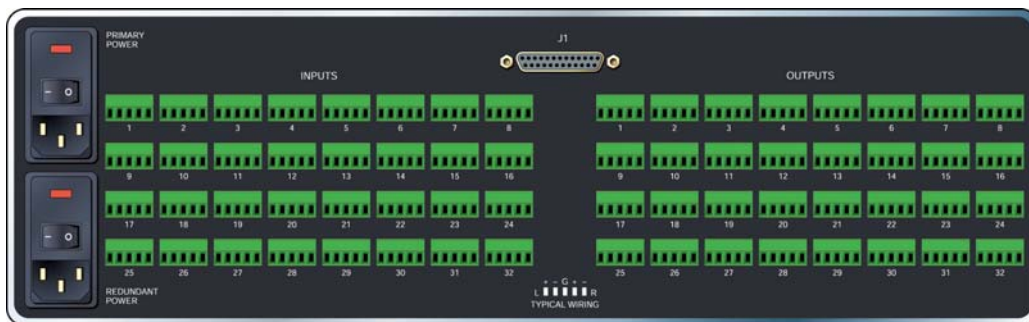 PRIMARY
POWER
J1
INPUTS
OUTPUTS
1 2 3 4 5 6 7 8
1 2 3 4 5 6 7 8
9 10 11 12 13 14 15 16
9 10 11 12 13 14 15 16
17 18 19 20 21 22 23 24
17 18 19 20 21 22 23 24
25 26 27 28 29 30 31 32
25 26 27 28 29 30 31 32
REDUNDANT
POWER
+ - G + -
L R
TYPICAL WIRING